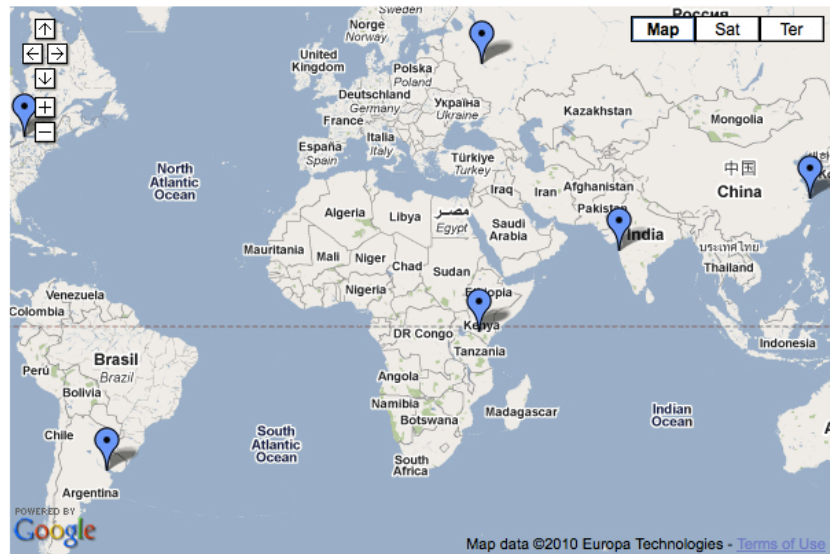 Sweden
Россия
Map
Sat
Ter
Norge
Norway
United
Kingdom
Polska
Poland
Deutschland
Germany
Україна
Ukraine
Kazakhstan
France
Mongolia
Italia
Italy
España
Spain
Türkiye
Turkey
中国
China
North
Atlantic
Ocean
Iraq
Iran
Afghanistan
Pakistan
Algeria
Libya
مصر
Egypt
Saudi
Arabia
India
Mauritania
Mali
Niger
Chad
Sudan
ประเทศไทย
Thailand
Nigeria
Ethiopia
Venezuela
Colombia
Kenya
DR Congo
Tanzania
Indonesia
Brasil
Brazil
Perú
Bolivia
Angola
Namibia
Botswana
Madagascar
Indian
Ocean
Chile
South
Atlantic
Ocean
South
Africa
Argentina
POWERED BY
Google
Map data ©2010 Europa Technologies - Terms of Use